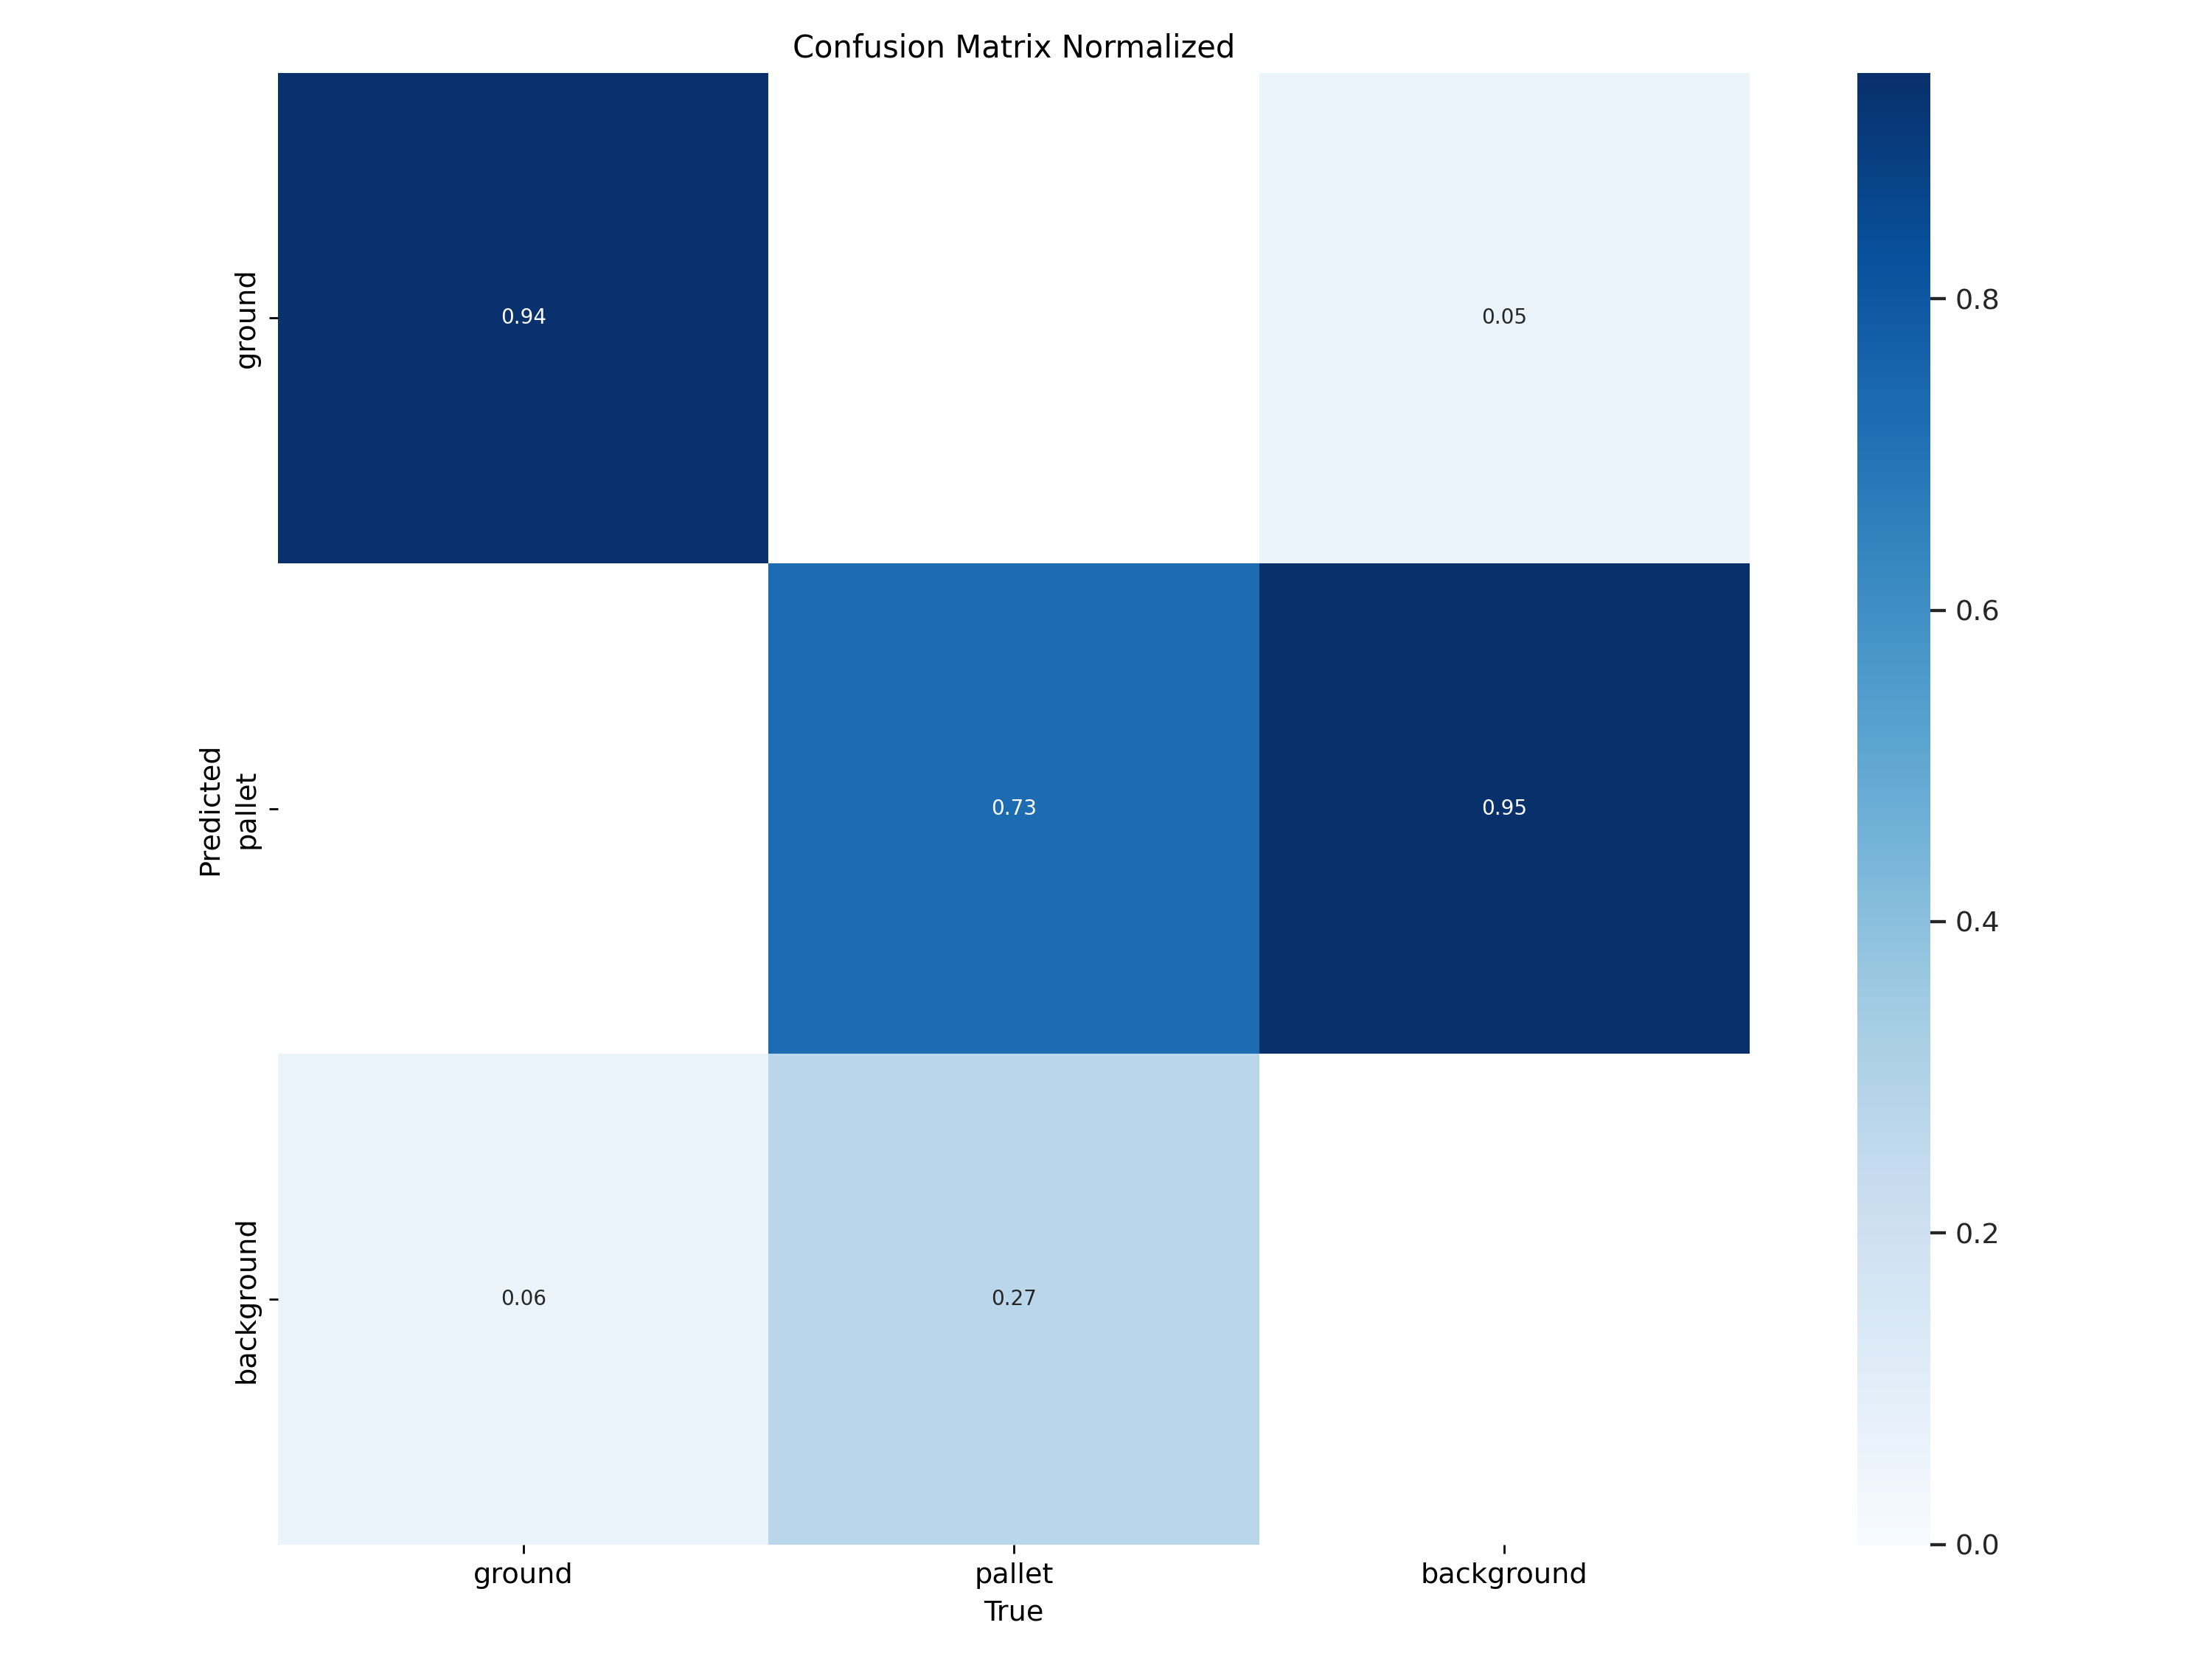 Confusion Matrix Normalized
ground
0.94
0.05
0.8
0.6
Predicted
pallet
0.73
0.95
0.4
0.2
background
0.06
0.27
0.0
ground
pallet
background
True